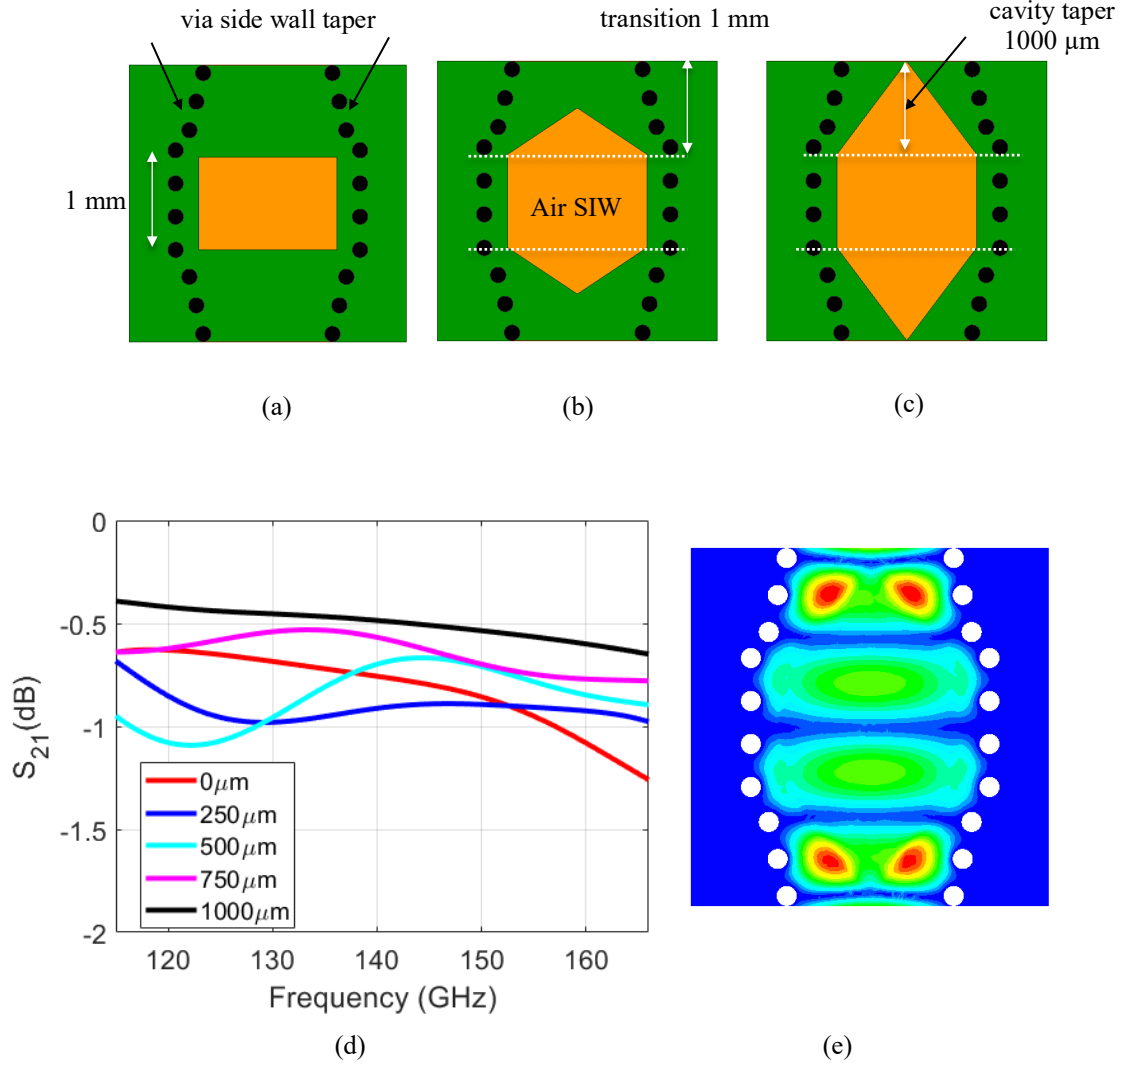 via side wall taper
transition 1 mm
cavity taper
1000 µm
1 mm
Air SIW
(a)
(b)
(c)
0
-0.5
-1
-1.5
-2
S21(dB)
0µm
250µm
500µm
750µm
1000µm
120
130
140
150
160
Frequency (GHz)
(d)
(e)